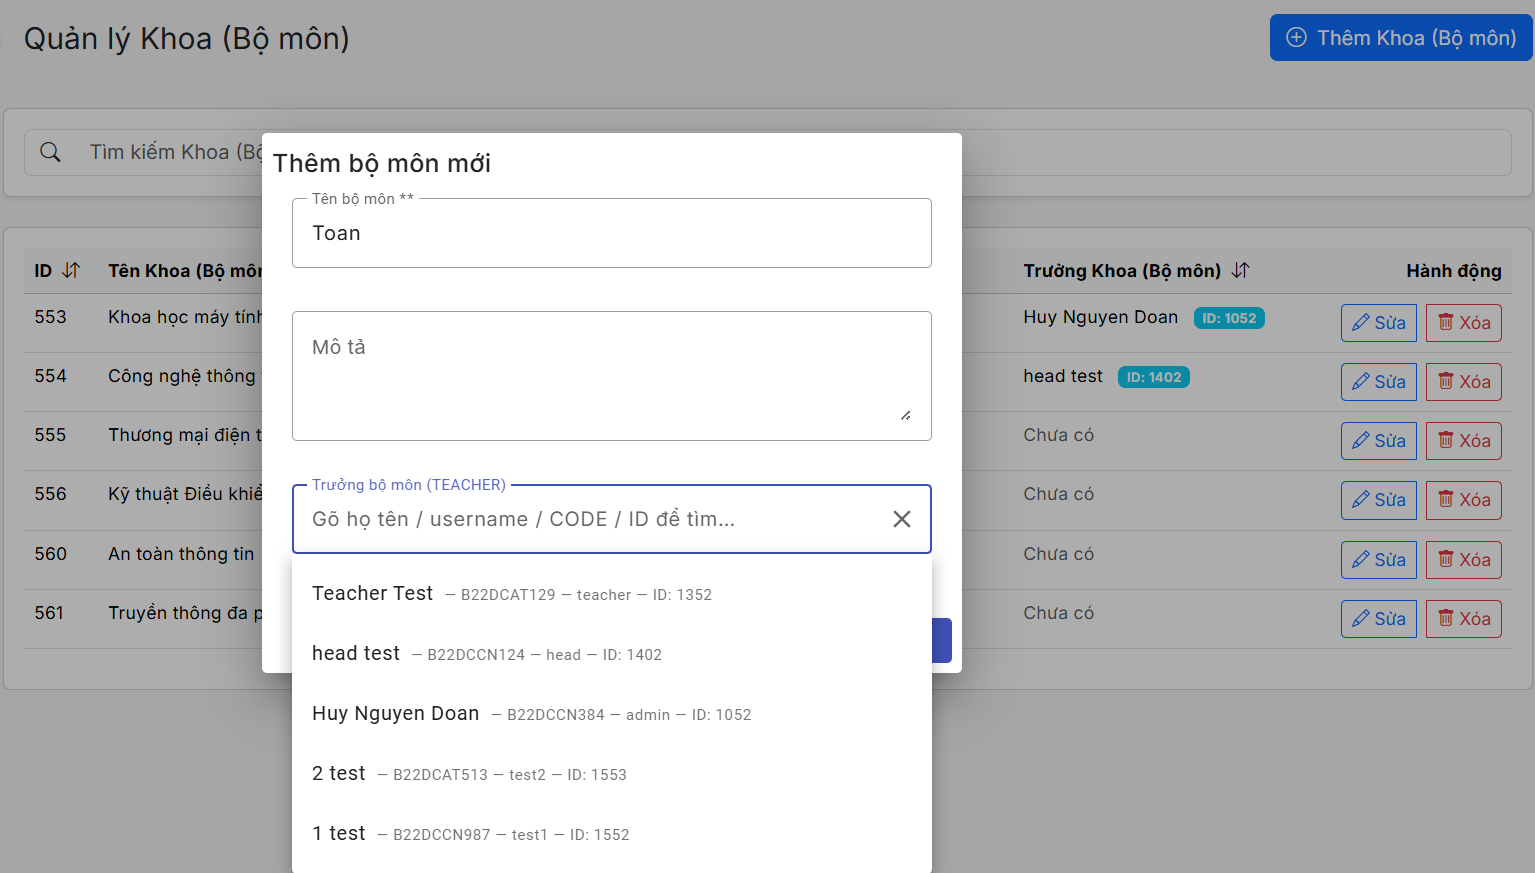 Quản lý Khoa (Bộ môn)
Thêm Khoa (Bộ môn)
Tìm kiếm Khoa (Bộ
Thêm bộ môn mới
Tên bộ môn **
Toan
Mô tả
Trưởng bộ môn (TEACHER)
Gõ họ tên / username / CODE / ID để tìm...
Teacher Test — B22DCAT129 — teacher — ID: 1352
head test — B22DCCN124 — head — ID: 1402
Huy Nguyen Doan — B22DCCN384 — admin — ID: 1052
2 test — B22DCAT513 — test2 — ID: 1553
1 test — B22DCCN987 — test1 — ID: 1552
ID Tên Khoa (Bộ môn Trưởng Khoa (Bộ môn) Hành động
553 Khoa học máy tính Huy Nguyen Doan ID: 1052 Sửa Xóa
554 Công nghệ thông head test ID: 1402 Sửa Xóa
555 Thương mại điện t Chưa có Sửa Xóa
556 Kỹ thuật Điều khiể Chưa có Sửa Xóa
560 An toàn thông tin Chưa có Sửa Xóa
561 Truyền thông đa p Chưa có Sửa Xóa